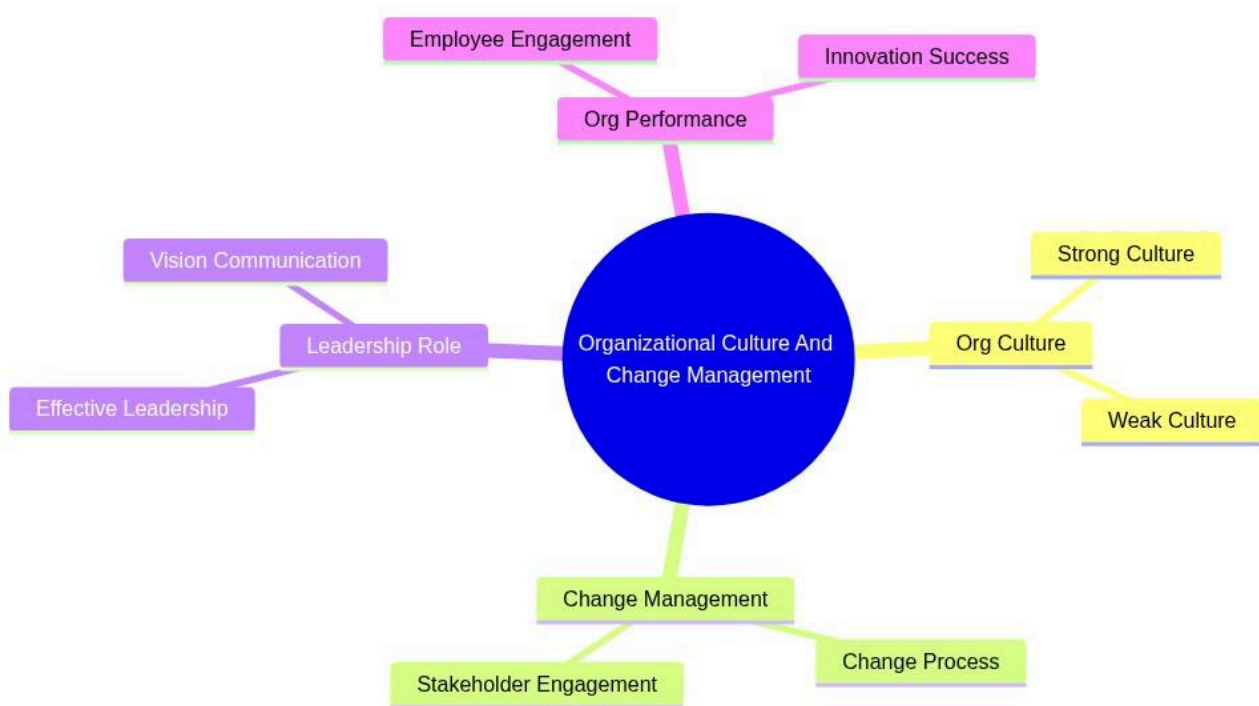 Employee Engagement
Innovation Success
Org Performance
Vision Communication
Strong Culture
Leadership Role
Organizational Culture And
Change Management
Org Culture
Effective Leadership
Weak Culture
Change Management
Stakeholder Engagement
Change Process